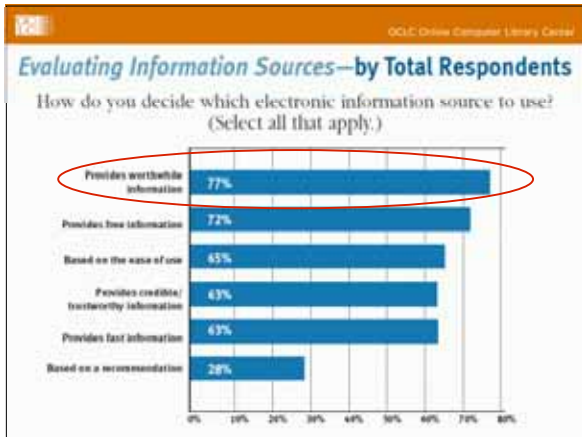 OCLC Online Computer Library Center
Evaluating Information Sources—by Total Respondents
How do you decide which electronic information source to use?
(Select all that apply.)
Provides worthwhile
information
77%
Provides free information
72%
Based on the ease of use
65%
Provides credible/
trustworthy information
63%
Provides fast information
63%
Based on a recommendation
28%
0% 10% 20% 30% 40% 50% 60% 70% 80%